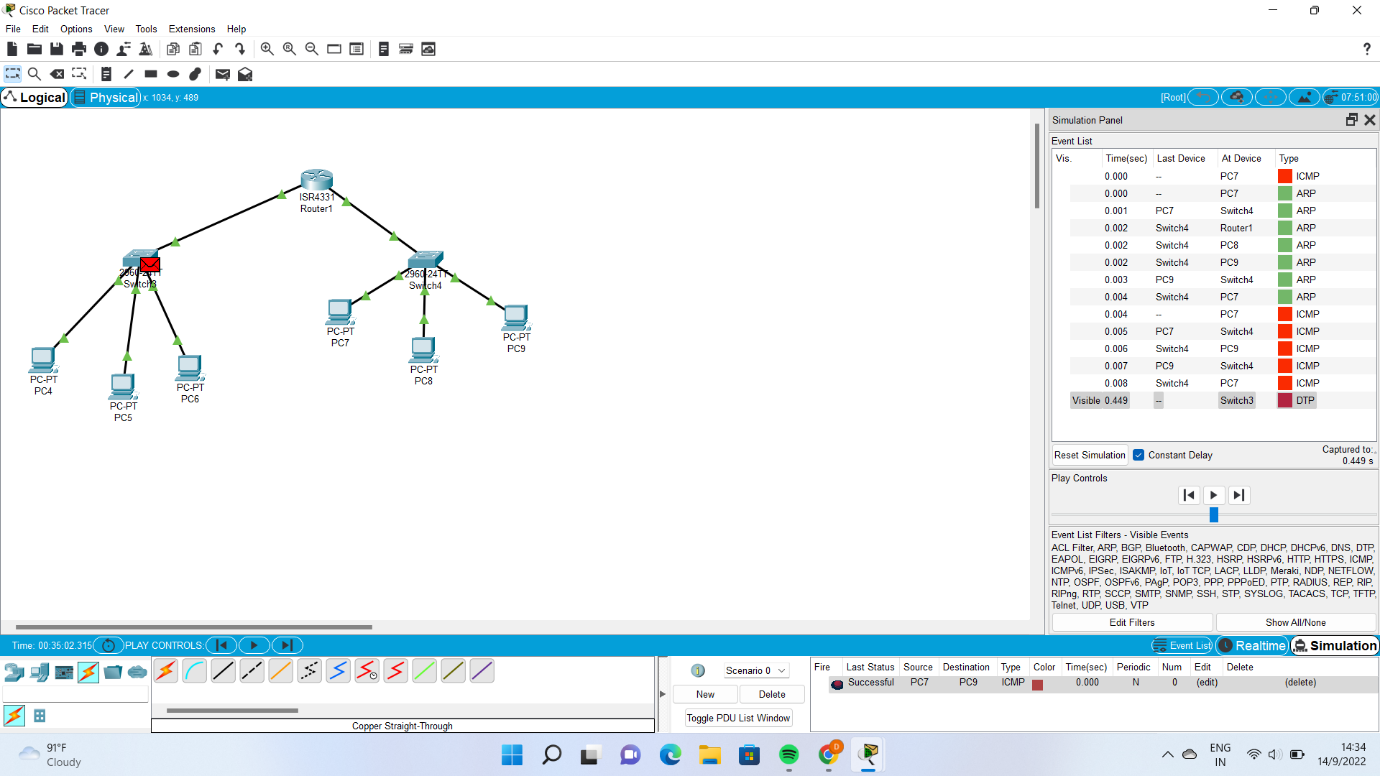 Cisco Packet Tracer
File Edit Options View Tools Extensions Help
?
Logical Physical x: 1034, y: 489 [Root] 07:51:00
ISR4331
Router1
2960-24TT
Switch3
2960-24TT
Switch4
PC-PT
PC7
PC-PT
PC9
PC-PT
PC8
PC-PT
PC4
PC-PT
PC6
PC-PT
PC5
Simulation Panel
Event List
Vis. Time(sec) Last Device At Device Type
0.000 -- PC7 ICMP
0.000 -- PC7 ARP
0.001 PC7 Switch4 ARP
0.002 Switch4 Router1 ARP
0.002 Switch4 PC8 ARP
0.002 Switch4 PC9 ARP
0.003 PC9 Switch4 ARP
0.004 Switch4 PC7 ARP
0.004 -- PC7 ICMP
0.005 PC7 Switch4 ICMP
0.006 Switch4 PC9 ICMP
0.007 PC9 Switch4 ICMP
0.008 Switch4 PC7 ICMP
Visible 0.449 -- Switch3 DTP
Reset Simulation Constant Delay Captured to:
0.449 s
Play Controls
Event List Filters - Visible Events
ACL Filter, ARP, BGP, Bluetooth, CAPWAP, CDP, DHCP, DHCPv6, DNS, DTP,
EAPOL, EIGRP, EIGRPv6, FTP, H.323, HSRP, HSRPv6, HTTP, HTTPS, ICMP,
ICMPv6, IPSec, ISAKMP, IoT, IoT TCP, LACP, LLDP, Meraki, NDP, NETFLOW,
NTP, OSPF, OSPFv6, PAgP, POP3, PPP, PPPoED, PTP, RADIUS, REP, RIP,
RIPng, RTP, SCCP, SMTP, SNMP, SSH, STP, SYSLOG, TACACS, TCP, TFTP,
Telnet, UDP, USB, VTP
Edit Filters Show All/None
Time: 00:35:02.315 PLAY CONTROLS: Event List Realtime Simulation
Scenario 0
New Delete
Toggle PDU List Window
Fire Last Status Source Destination Type Color Time(sec) Periodic Num Edit Delete
Successful PC7 PC9 ICMP 0.000 N 0 (edit) (delete)
Copper Straight-Through
91°F
Cloudy
D
ENG
IN
14:34
14/9/2022